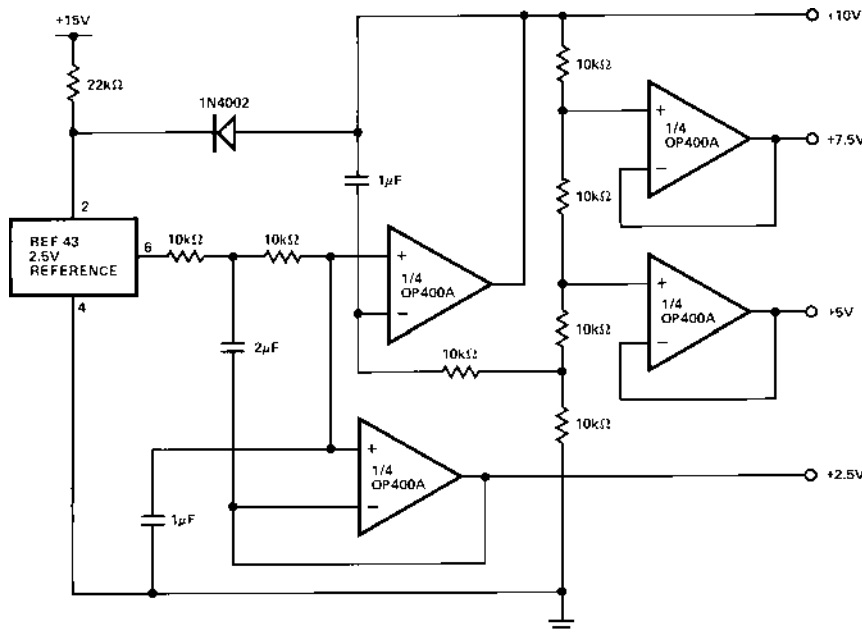 +15V
22kΩ
1N4002
1μF
2
REF 43
2.5V
REFERENCE
6
4
10kΩ
10kΩ
2μF
1μF
+
1/4
OP400A
−
10kΩ
+
1/4
OP400A
−
10kΩ
10kΩ
10kΩ
10kΩ
+
1/4
OP400A
−
+
1/4
OP400A
−
+10V
+7.5V
+5V
+2.5V